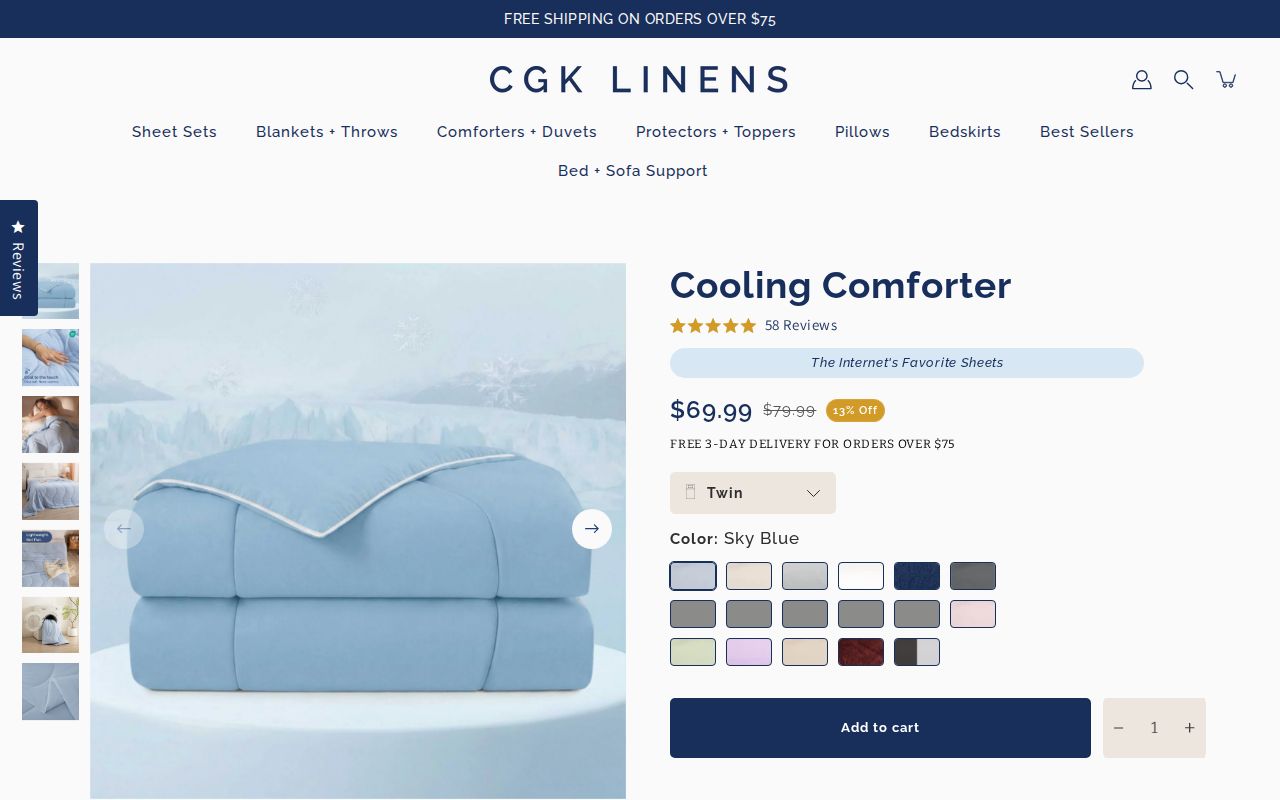 FREE SHIPPING ON ORDERS OVER $75
CGK LINENS
Sheet Sets Blankets + Throws Comforters + Duvets Protectors + Toppers Pillows Bedskirts Best Sellers
Bed + Sofa Support
Reviews
Cooling Comforter
58 Reviews
The Internet's Favorite Sheets
$69.99 $79.99 13% Off
FREE 3-DAY DELIVERY FOR ORDERS OVER $75
Twin
Color: Sky Blue
Add to cart
− 1 +